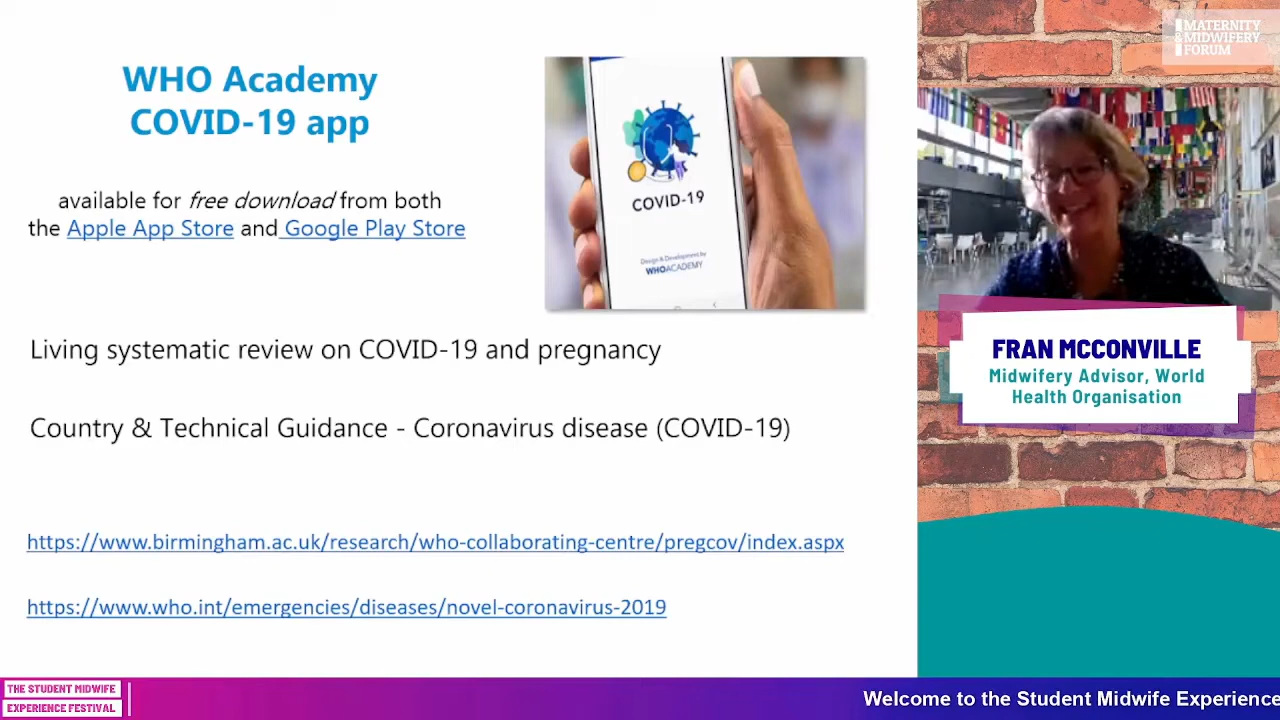 WHO Academy
COVID-19 app
available for free download from both
the Apple App Store and Google Play Store
COVID-19
Design & Development by
WHOACADEMY
Living systematic review on COVID-19 and pregnancy
Country & Technical Guidance - Coronavirus disease (COVID-19)
https://www.birmingham.ac.uk/research/who-collaborating-centre/pregcov/index.aspx
https://www.who.int/emergencies/diseases/novel-coronavirus-2019
MATERNITY
&MIDWIFERY
FORUM
FRAN MCCONVILLE
Midwifery Advisor, World
Health Organisation
THE STUDENT MIDWIFE
EXPERIENCE FESTIVAL
Welcome to the Student Midwife Experience